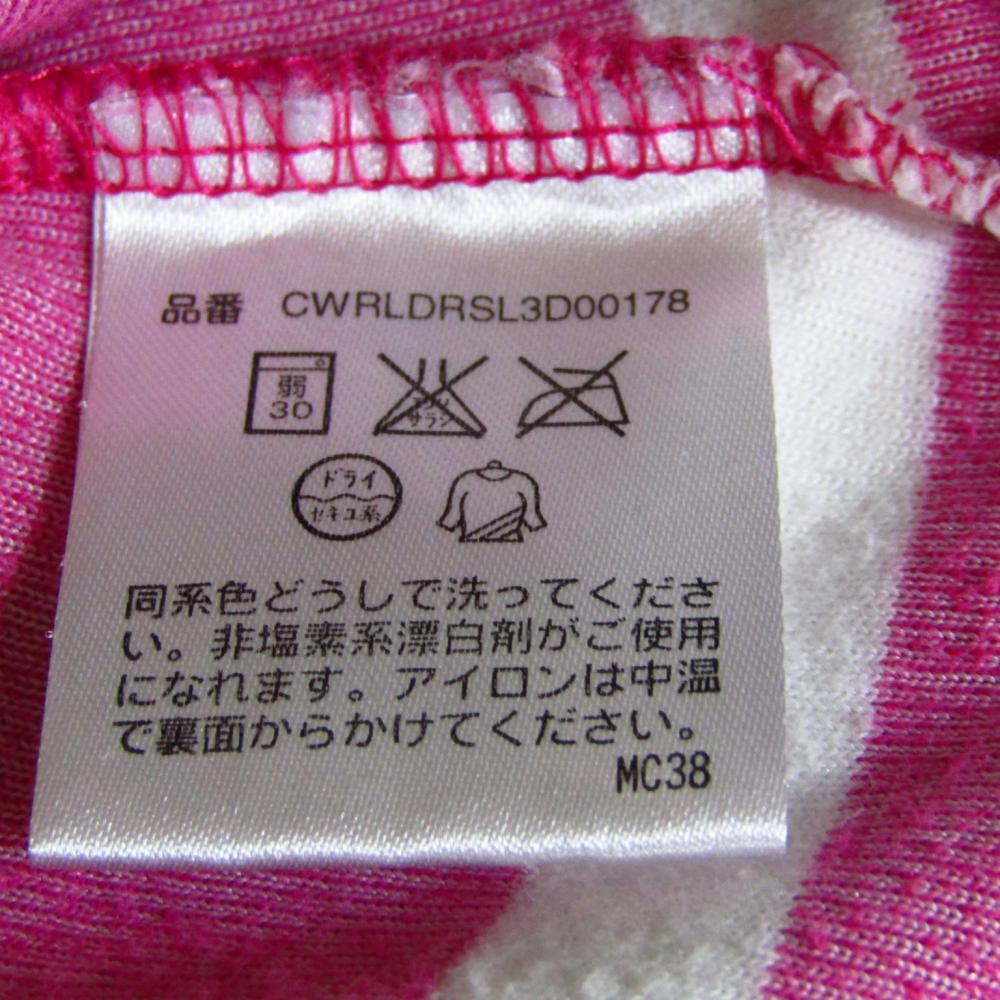 品番 CWRLDRSL3D00178
弱
30
サラシ
ドライ
セキユ系
同系色どうしで洗ってくださ
い。非塩素系漂白剤がご使用
になれます。アイロンは中温
で裏面からかけてください。
MC38